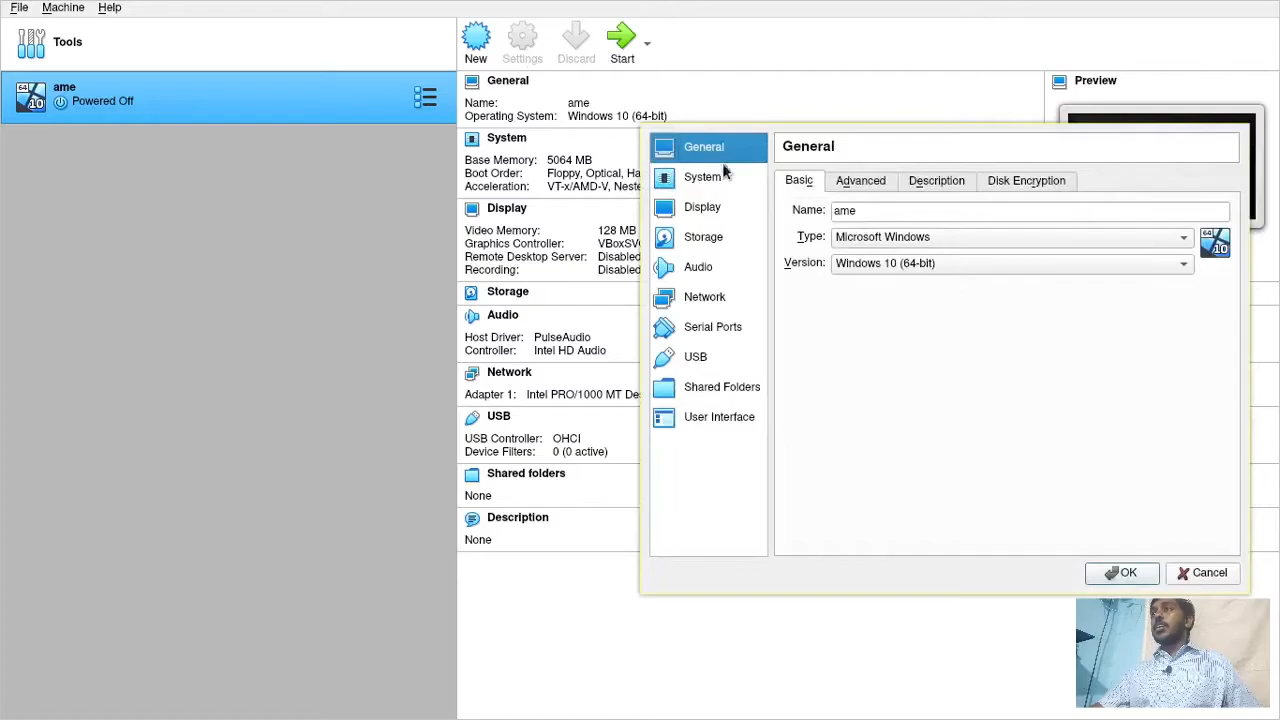 File Machine Help
Tools
ame
Powered Off
New Settings Discard Start
General
Name: ame
Operating System: Windows 10 (64-bit)
System
Base Memory: 5064 MB
Boot Order: Floppy, Optical, Ha
Acceleration: VT-x/AMD-V, Neste
Display
Video Memory: 128 MB
Graphics Controller: VBoxSV
Remote Desktop Server: Disabled
Recording: Disabled
Storage
Audio
Host Driver: PulseAudio
Controller: Intel HD Audio
Network
Adapter 1: Intel PRO/1000 MT De
USB
USB Controller: OHCI
Device Filters: 0 (0 active)
Shared folders
None
Description
None
Preview
General
System
Display
Storage
Audio
Network
Serial Ports
USB
Shared Folders
User Interface
General
Basic Advanced Description Disk Encryption
Name: ame
Type: Microsoft Windows
Version: Windows 10 (64-bit)
OK Cancel
64
10
64
10